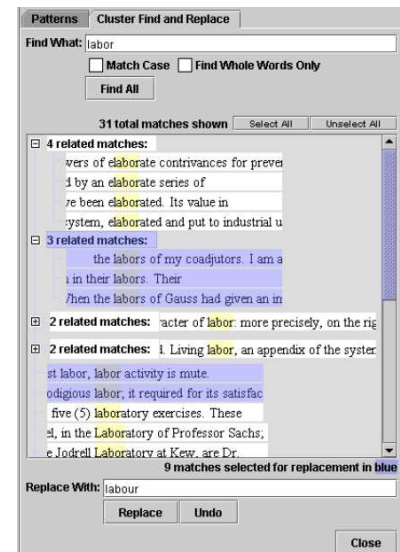 Patterns Cluster Find and Replace
Find What: labor
Match Case Find Whole Words Only
Find All
31 total matches shown Select All Unselect All
4 related matches:
wers of elaborate contrivances for preve
d by an elaborate series of
ve been elaborated. Its value in
system, elaborated and put to industrial u
3 related matches:
the labors of my coadjutors. I am a
in their labors. Their
When the labors of Gauss had given an in
2 related matches: racter of labor: more precisely, on the rig
2 related matches: l. Living labor, an appendix of the system
st labor, labor activity is mute.
odigious labor; it required for its satisfac
five (5) laboratory exercises. These
el, in the Laboratory of Professor Sachs;
e Jodrell Laboratory at Kew, are Dr.
9 matches selected for replacement in blue
Replace With: labour
Replace Undo
Close